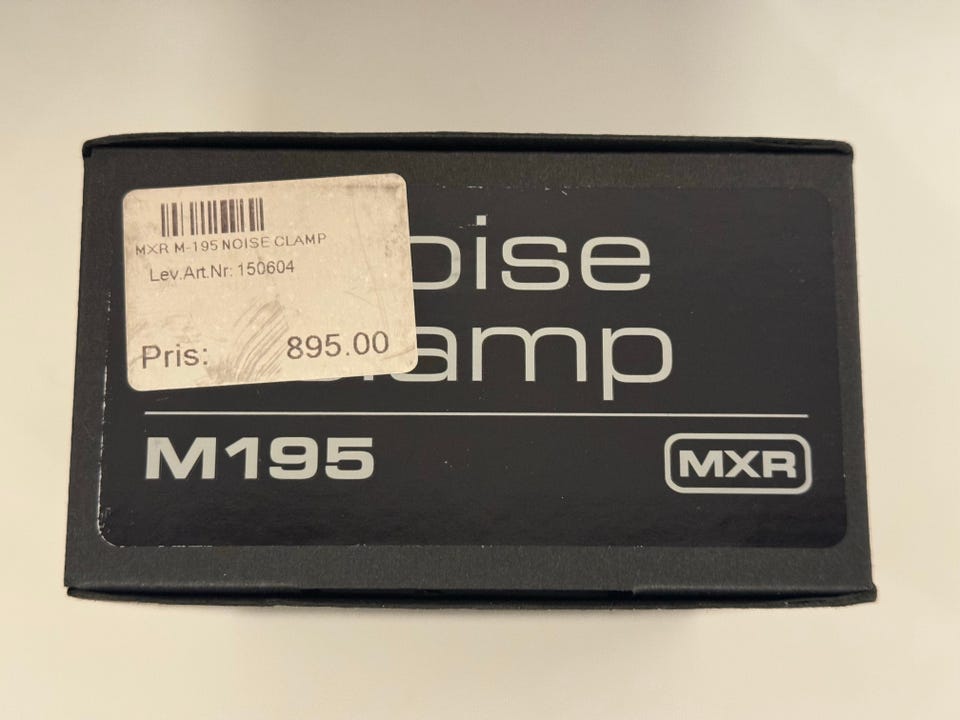 MXR M-195 NOISE CLAMP
Lev.Art.Nr: 150604
Pris: 895.00
oise
lamp
M195
MXR